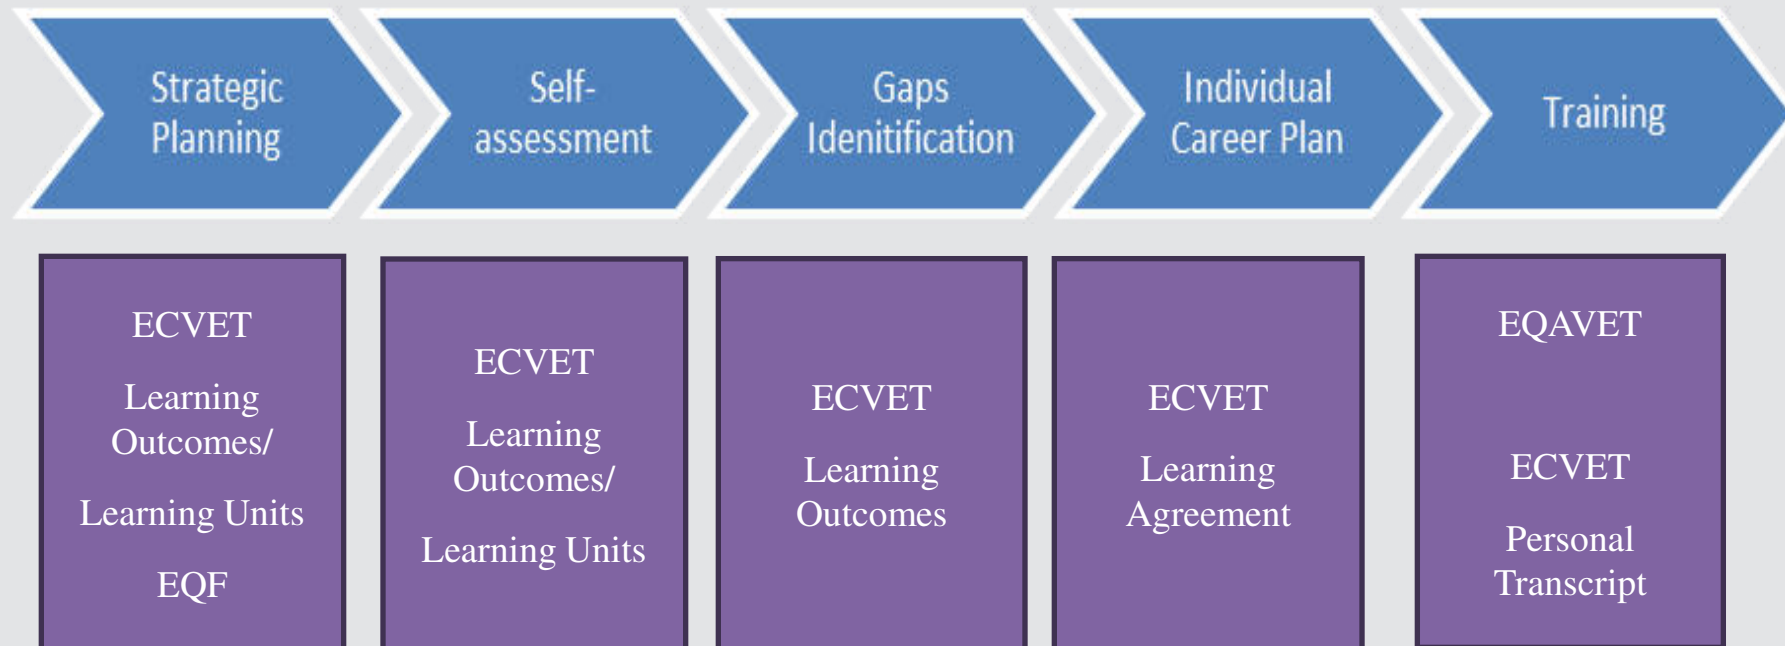 Strategic
Planning
Self-
assessment
Gaps
Idenitification
Individual
Career Plan
Training
ECVET
Learning
Outcomes/
Learning Units
EQF
ECVET
Learning
Outcomes/
Learning Units
ECVET
Learning
Outcomes
ECVET
Learning
Agreement
EQAVET
ECVET
Personal
Transcript